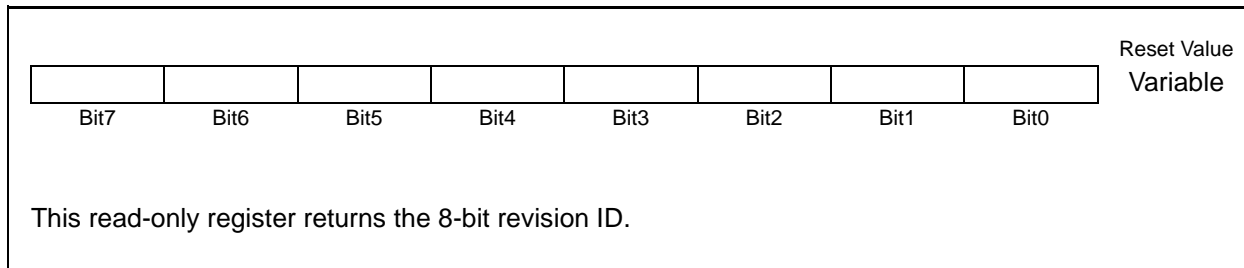 Reset Value
Variable
Bit7 Bit6 Bit5 Bit4 Bit3 Bit2 Bit1 Bit0
This read-only register returns the 8-bit revision ID.